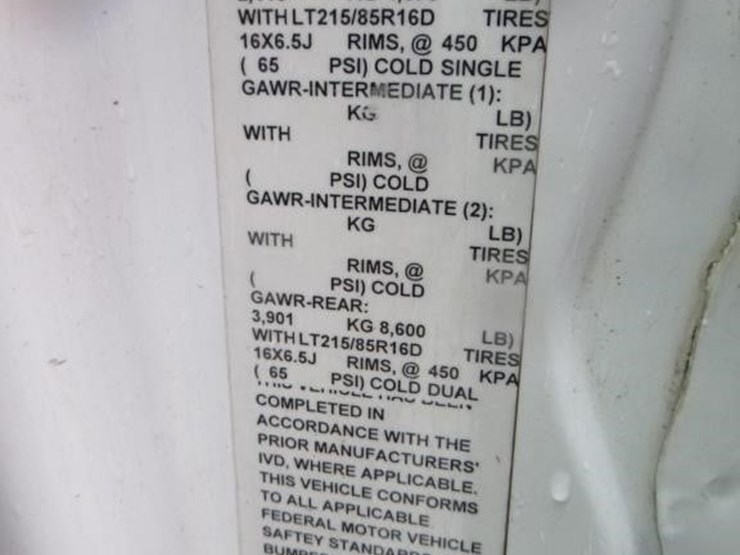 WITH LT215/85R16D TIRES
16X6.5J RIMS, @ 450 KPA
( 65 PSI) COLD SINGLE
GAWR-INTERMEDIATE (1):
KG LB)
WITH TIRES
RIMS, @ KPA
( PSI) COLD
GAWR-INTERMEDIATE (2):
KG LB)
WITH TIRES
RIMS, @ KPA
( PSI) COLD
GAWR-REAR:
3,901 KG 8,600 LB)
WITH LT215/85R16D TIRES
16X6.5J RIMS, @ 450 KPA
( 65 PSI) COLD DUAL
COMPLETED IN
ACCORDANCE WITH THE
PRIOR MANUFACTURERS'
IVD, WHERE APPLICABLE.
THIS VEHICLE CONFORMS
TO ALL APPLICABLE
FEDERAL MOTOR VEHICLE
SAFTEY